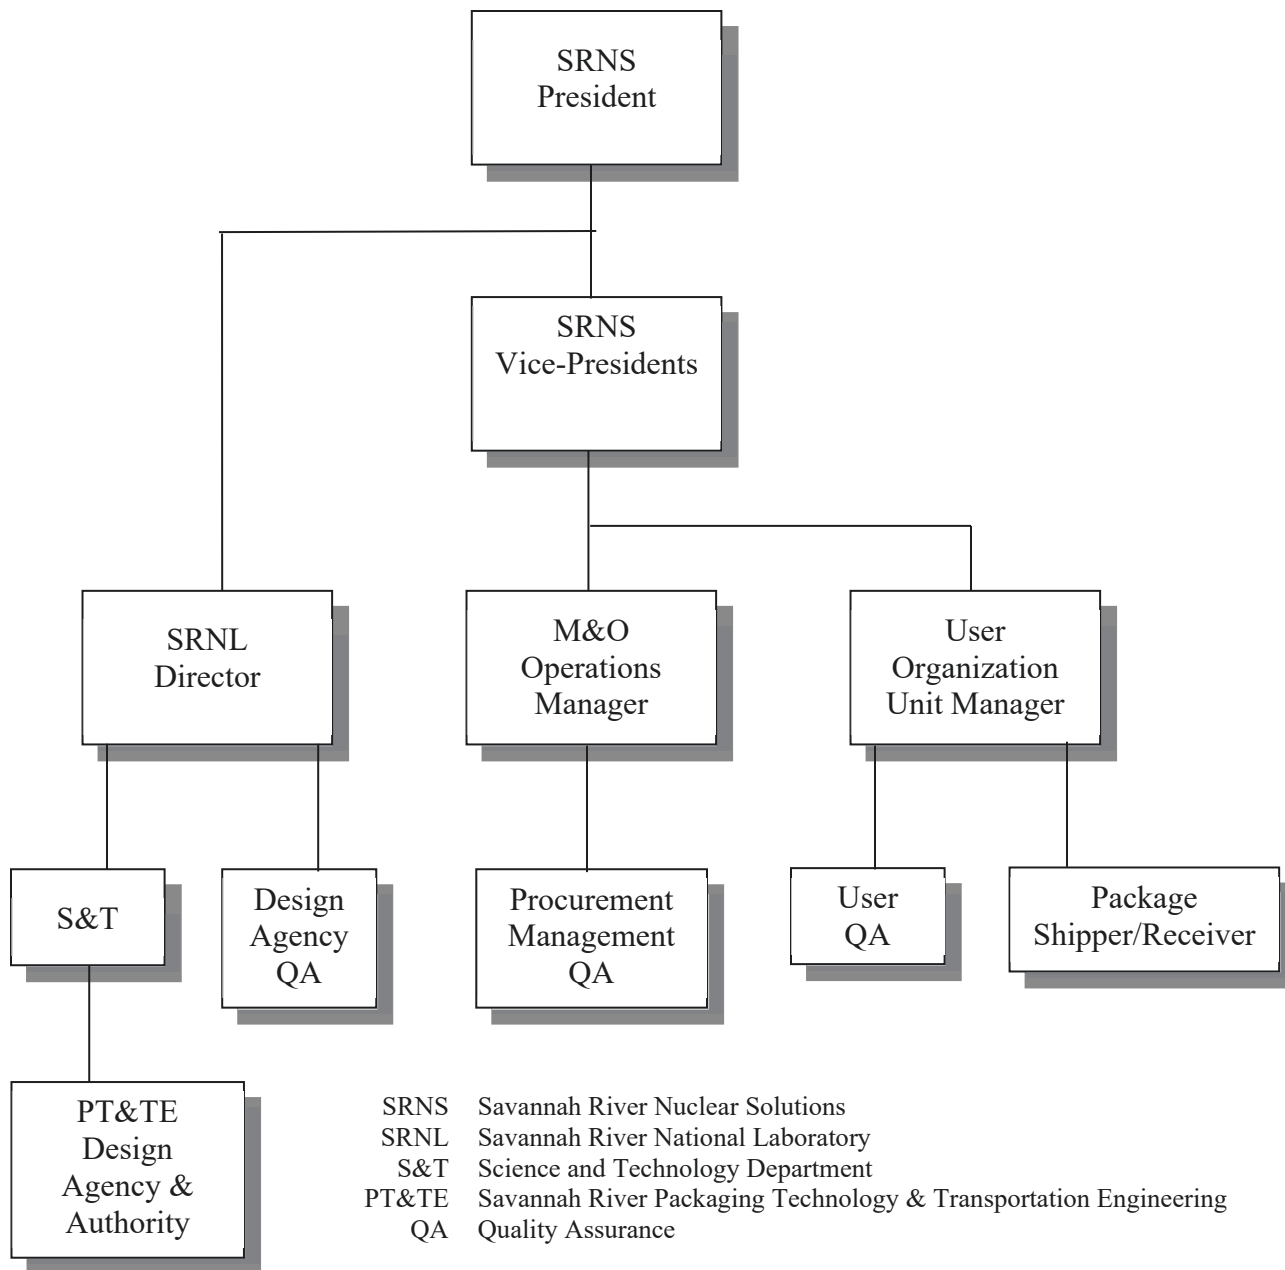 SRNS
President
SRNS
Vice-Presidents
SRNL
Director
M&O
Operations
Manager
User
Organization
Unit Manager
S&T
Design
Agency
QA
Procurement
Management
QA
User
QA
Package
Shipper/Receiver
PT&TE
Design
Agency &
Authority
SRNS Savannah River Nuclear Solutions
SRNL Savannah River National Laboratory
S&T Science and Technology Department
PT&TE Savannah River Packaging Technology & Transportation Engineering
QA Quality Assurance